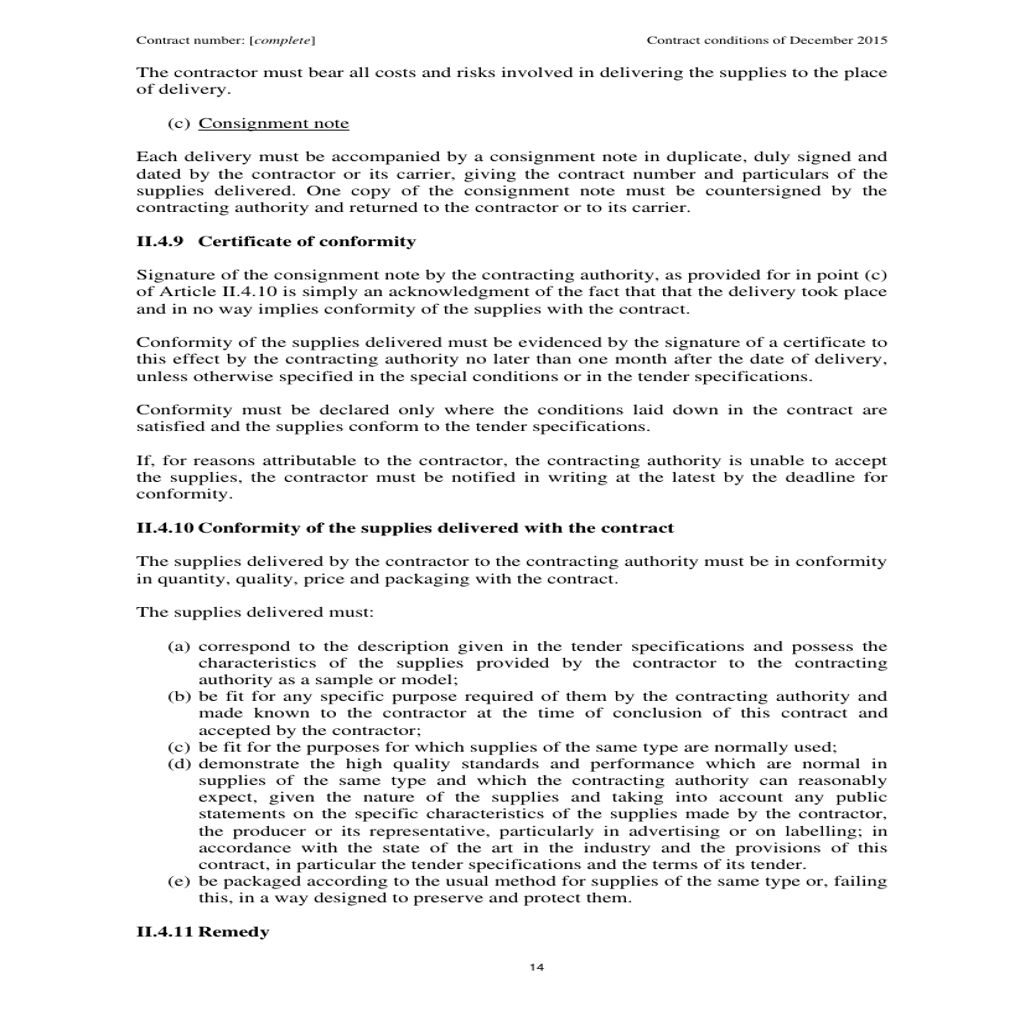 Contract number: [complete] Contract conditions of December 2015
The contractor must bear all costs and risks involved in delivering the supplies to the place
of delivery.
(c) Consignment note
Each delivery must be accompanied by a consignment note in duplicate, duly signed and
dated by the contractor or its carrier, giving the contract number and particulars of the
supplies delivered. One copy of the consignment note must be countersigned by the
contracting authority and returned to the contractor or to its carrier.
II.4.9 Certificate of conformity
Signature of the consignment note by the contracting authority, as provided for in point (c)
of Article II.4.10 is simply an acknowledgment of the fact that that the delivery took place
and in no way implies conformity of the supplies with the contract.
Conformity of the supplies delivered must be evidenced by the signature of a certificate to
this effect by the contracting authority no later than one month after the date of delivery,
unless otherwise specified in the special conditions or in the tender specifications.
Conformity must be declared only where the conditions laid down in the contract are
satisfied and the supplies conform to the tender specifications.
If, for reasons attributable to the contractor, the contracting authority is unable to accept
the supplies, the contractor must be notified in writing at the latest by the deadline for
conformity.
II.4.10 Conformity of the supplies delivered with the contract
The supplies delivered by the contractor to the contracting authority must be in conformity
in quantity, quality, price and packaging with the contract.
The supplies delivered must:
(a) correspond to the description given in the tender specifications and possess the
characteristics of the supplies provided by the contractor to the contracting
authority as a sample or model;
(b) be fit for any specific purpose required of them by the contracting authority and
made known to the contractor at the time of conclusion of this contract and
accepted by the contractor;
(c) be fit for the purposes for which supplies of the same type are normally used;
(d) demonstrate the high quality standards and performance which are normal in
supplies of the same type and which the contracting authority can reasonably
expect, given the nature of the supplies and taking into account any public
statements on the specific characteristics of the supplies made by the contractor,
the producer or its representative, particularly in advertising or on labelling; in
accordance with the state of the art in the industry and the provisions of this
contract, in particular the tender specifications and the terms of its tender.
(e) be packaged according to the usual method for supplies of the same type or, failing
this, in a way designed to preserve and protect them.
II.4.11 Remedy
14